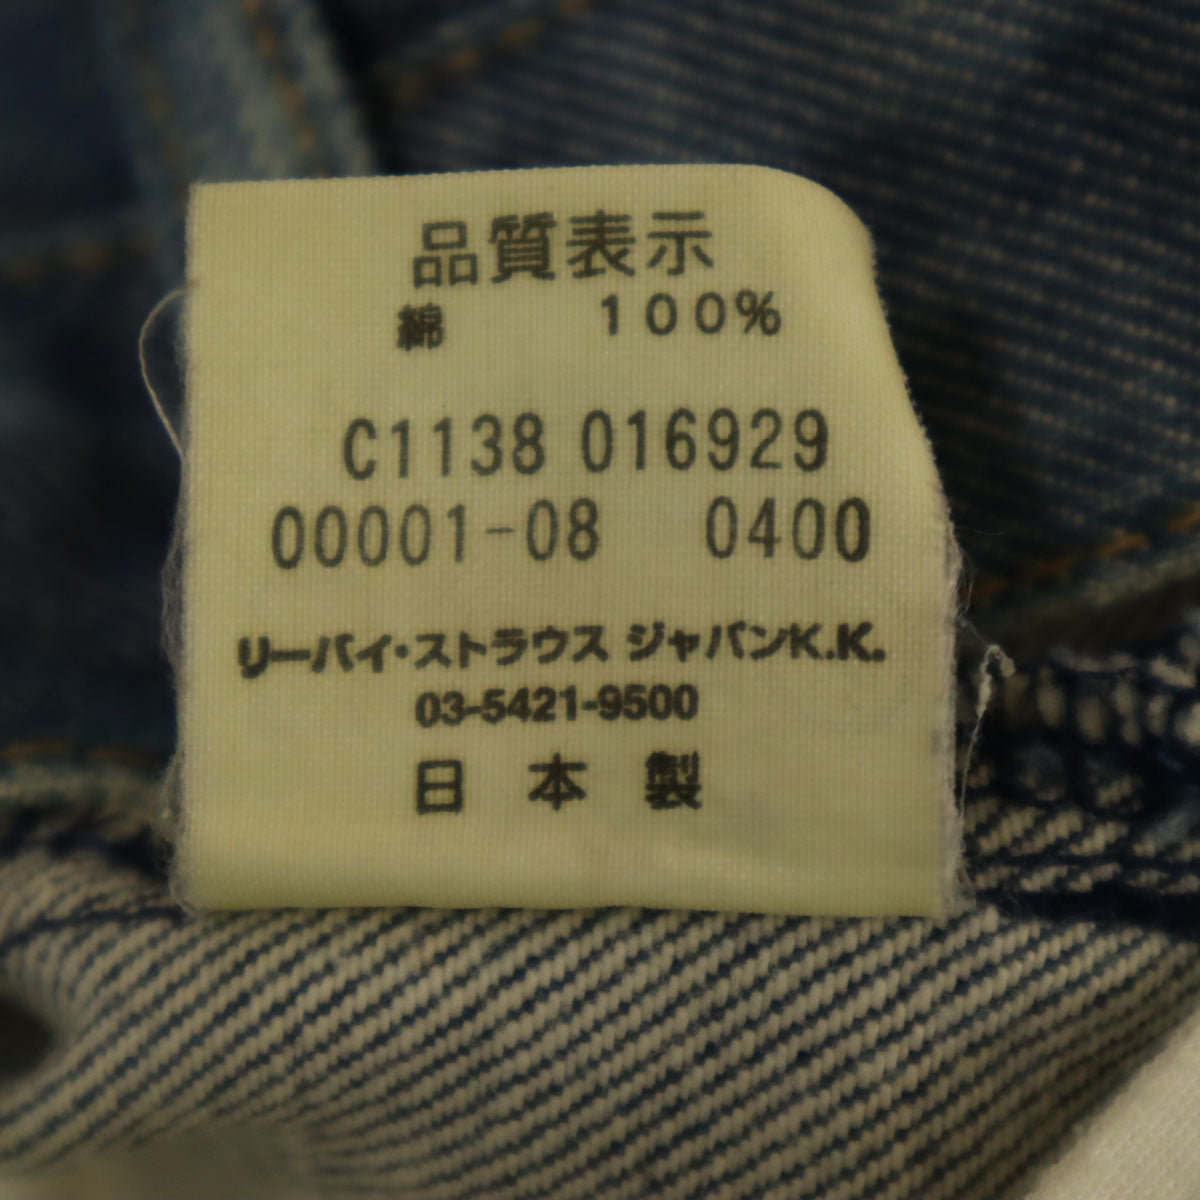 品質表示
綿 100%
C1138 016929
00001-08 0400
リーバイ・ストラウス ジャパンK.K.
03-5421-9500
日本製